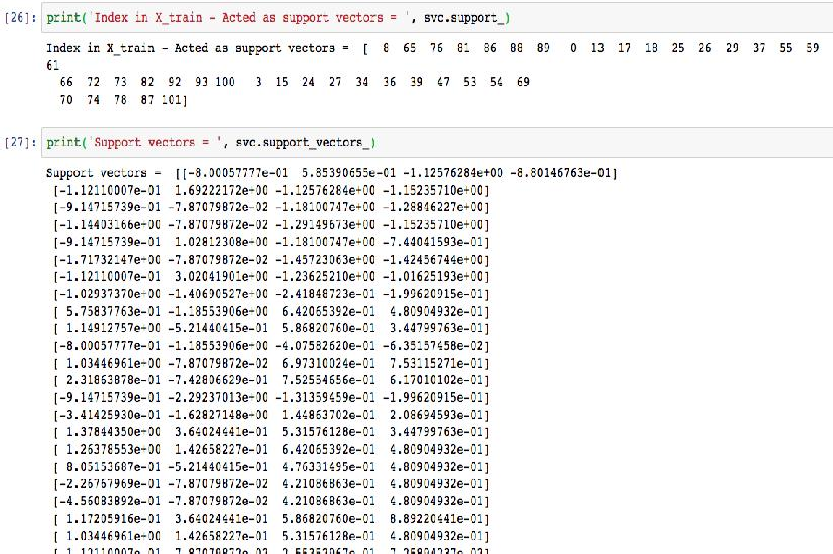 [26]: print('Index in X_train - Acted as support vectors = ', svc.support_)
Index in X_train - Acted as support vectors = [ 8 65 76 81 86 88 89 0 13 17 18 25 26 29 37 55 59
61
66 72 73 82 92 93 100 3 15 24 27 34 36 39 47 53 54 69
70 74 78 87 101]
[27]: print('Support vectors = ', svc.support_vectors_)
Support vectors = [[-8.00057777e-01 5.85390655e-01 -1.12576284e+00 -8.80146763e-01]
[-1.12110007e-01 1.69222172e+00 -1.12576284e+00 -1.15235710e+00]
[-9.14715739e-01 -7.87079872e-02 -1.18100747e+00 -1.28846227e+00]
[-1.14403166e+00 -7.87079872e-02 -1.29149673e+00 -1.15235710e+00]
[-9.14715739e-01 1.02812308e+00 -1.18100747e+00 -7.44041593e-01]
[-1.71732147e+00 -7.87079872e-02 -1.45723063e+00 -1.42456744e+00]
[-1.12110007e-01 3.02041901e+00 -1.23625210e+00 -1.01625193e+00]
[-1.02937370e+00 -1.40690527e+00 -2.41848723e-01 -1.99620915e-01]
[ 5.75837763e-01 -1.18553906e+00 6.42065392e-01 4.80904932e-01]
[ 1.14912757e+00 -5.21440415e-01 5.86820760e-01 3.44799763e-01]
[-8.00057777e-01 -1.18553906e+00 -4.07582620e-01 -6.35157458e-02]
[ 1.03446961e+00 -7.87079872e-02 6.97310024e-01 7.53115271e-01]
[ 2.31863878e-01 -7.42806629e-01 7.52554656e-01 6.17010102e-01]
[-9.14715739e-01 -2.29237013e+00 -1.31359459e-01 -1.99620915e-01]
[-3.41425930e-01 -1.62827148e+00 1.44863702e-01 2.08694593e-01]
[ 1.37844350e+00 3.64024441e-01 5.31576128e-01 3.44799763e-01]
[ 1.26378553e+00 1.42658227e-01 6.42065392e-01 4.80904932e-01]
[ 8.05153687e-01 -5.21440415e-01 4.76331495e-01 4.80904932e-01]
[-2.26767969e-01 -7.87079872e-02 4.21086863e-01 4.80904932e-01]
[-4.56083892e-01 -7.87079872e-02 4.21086863e-01 4.80904932e-01]
[ 1.17205916e-01 3.64024441e-01 5.86820760e-01 8.89220441e-01]
[ 1.03446961e+00 1.42658227e-01 5.31576128e-01 4.80904932e-01]